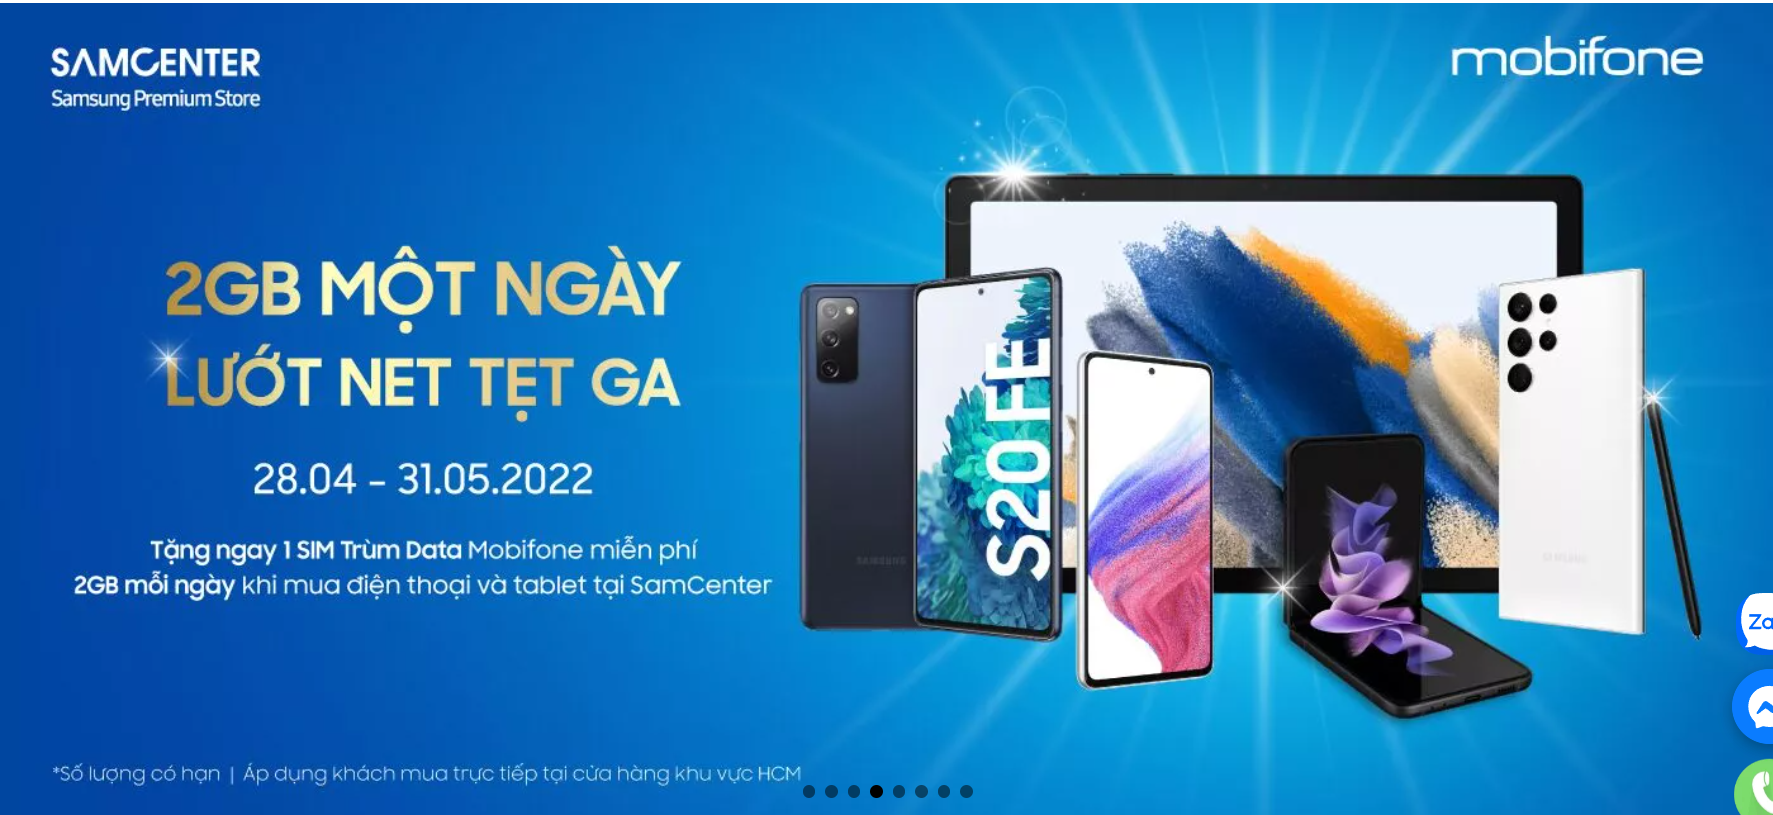 SAMCENTER
Samsung Premium Store
mobifone
2GB MỘT NGÀY
LƯỚT NET TẸT GA
28.04 - 31.05.2022
Tặng ngay 1 SIM Trùm Data Mobifone miễn phí
2GB mỗi ngày khi mua điện thoại và tablet tại SamCenter
S20 FE
SAMSUNG
SAMSUNG
Za
*Số lượng có hạn | Áp dụng khách mua trực tiếp tại cửa hàng khu vực HCM